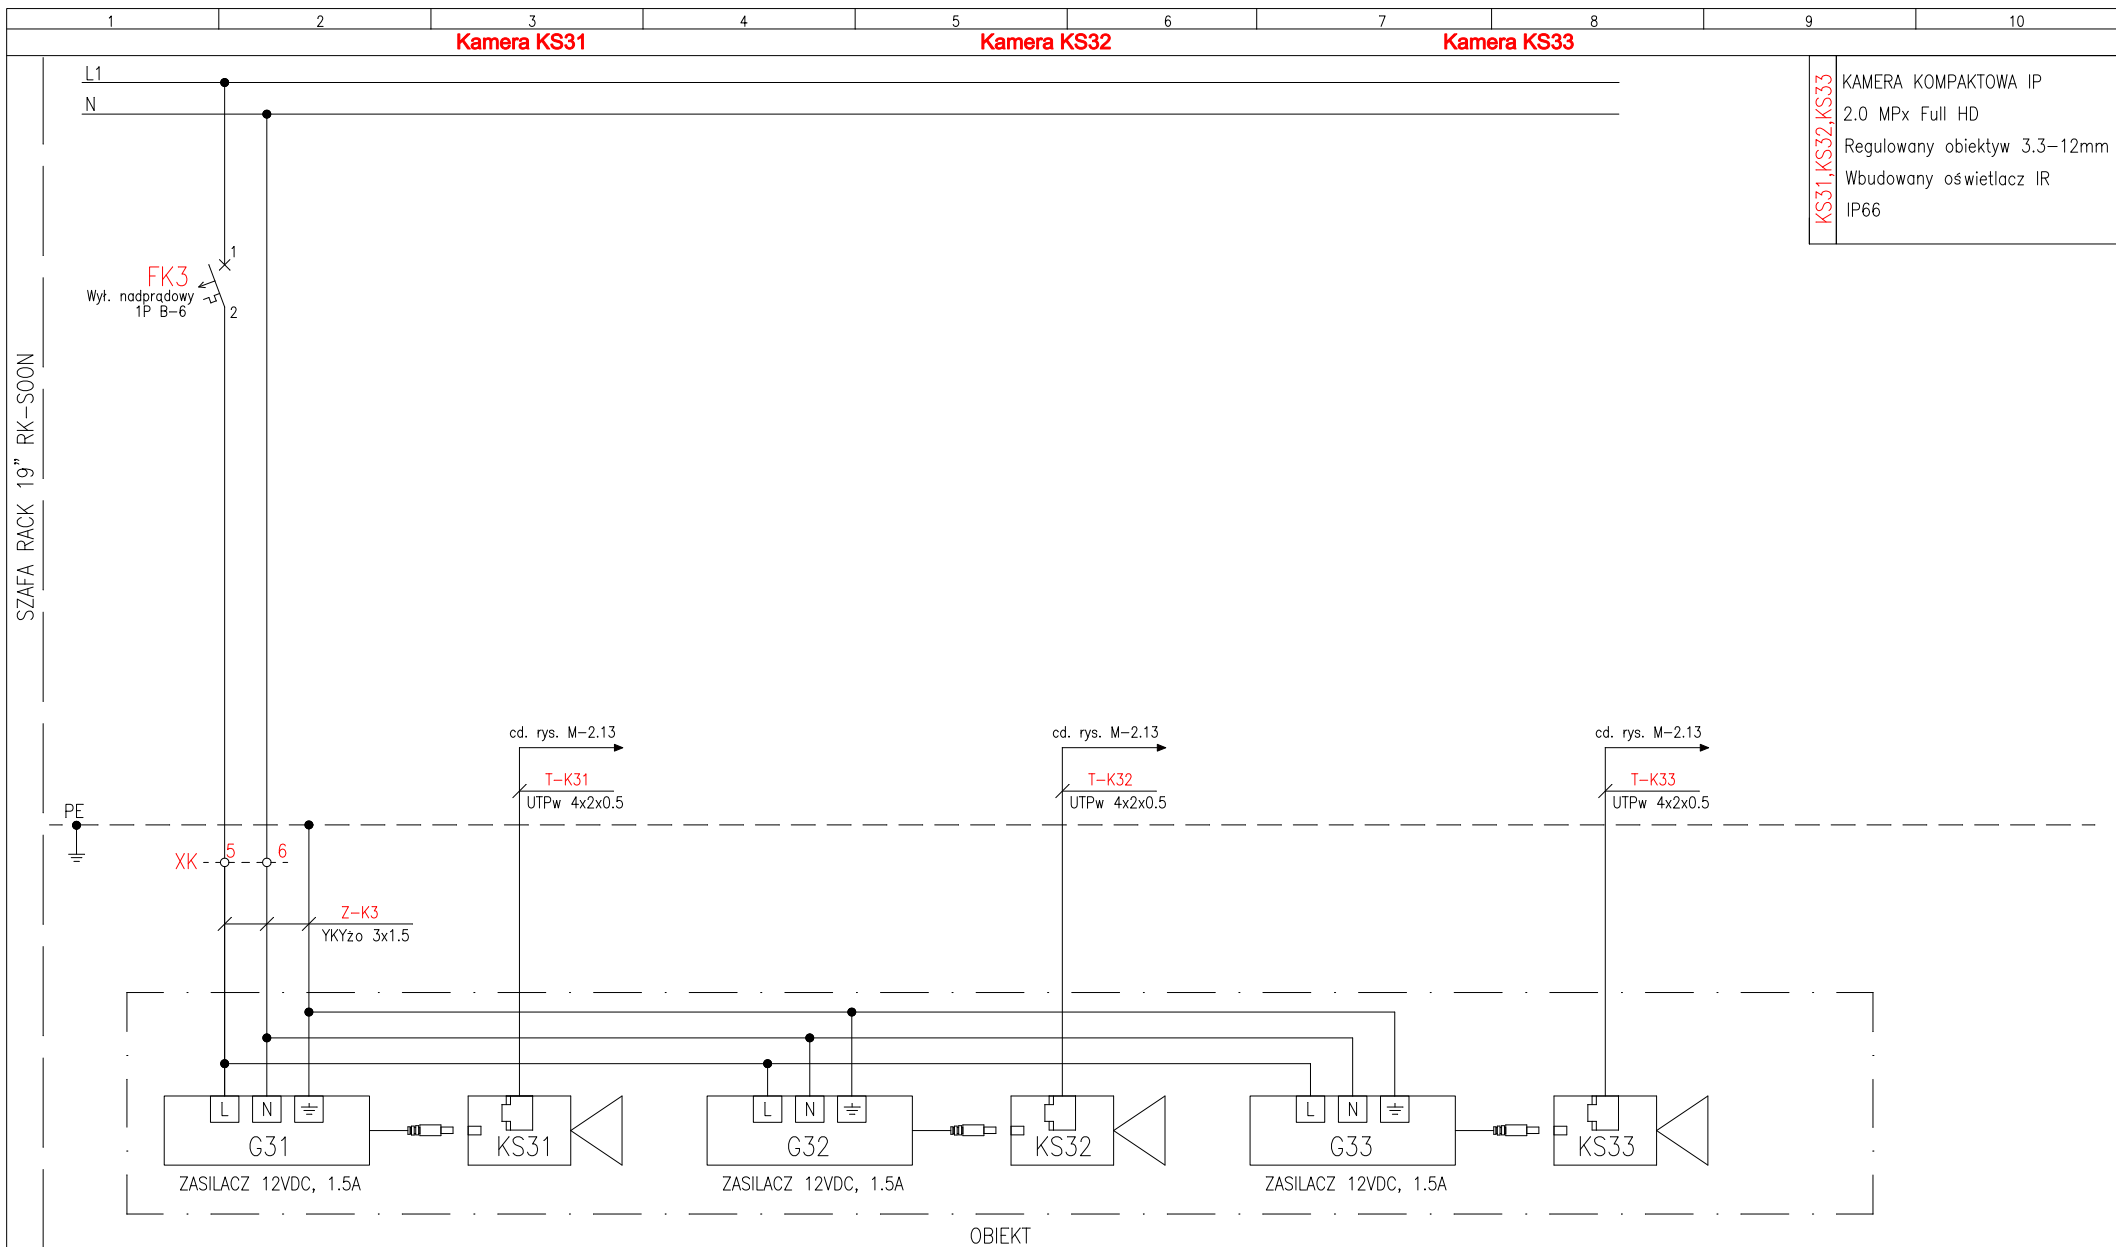 1 2 3 4 5 6 7 8 9 10
Kamera KS31 Kamera KS32 Kamera KS33
L1
N
KS31,KS32,KS33
KAMERA KOMPAKTOWA IP
2.0 MPx Full HD
Regulowany obiektyw 3.3-12mm
Wbudowany oświetlacz IR
IP66
1
FK3
Wył. nadprądowy
1P B-6
2
SZAFA RACK 19" RK-SOON
cd. rys. M-2.13 cd. rys. M-2.13 cd. rys. M-2.13
T-K31 T-K32 T-K33
UTPw 4x2x0.5 UTPw 4x2x0.5 UTPw 4x2x0.5
PE
XK 5 6
Z-K3
YKYżo 3x1.5
L N L N L N
G31 KS31 G32 KS32 G33 KS33
ZASILACZ 12VDC, 1.5A ZASILACZ 12VDC, 1.5A ZASILACZ 12VDC, 1.5A
OBIEKT